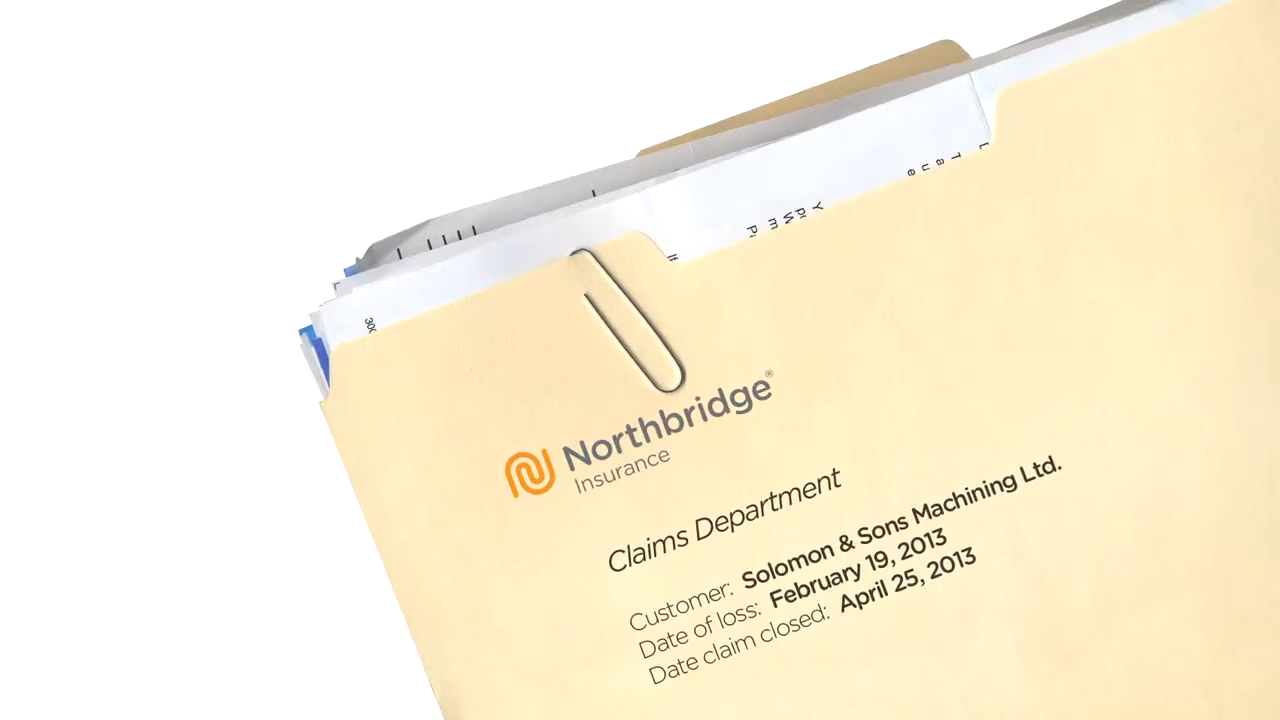 300
Northbridge®
Insurance
Claims Department
Customer: Solomon & Sons Machining Ltd.
Date of loss: February 19, 2013
Date claim closed: April 25, 2013